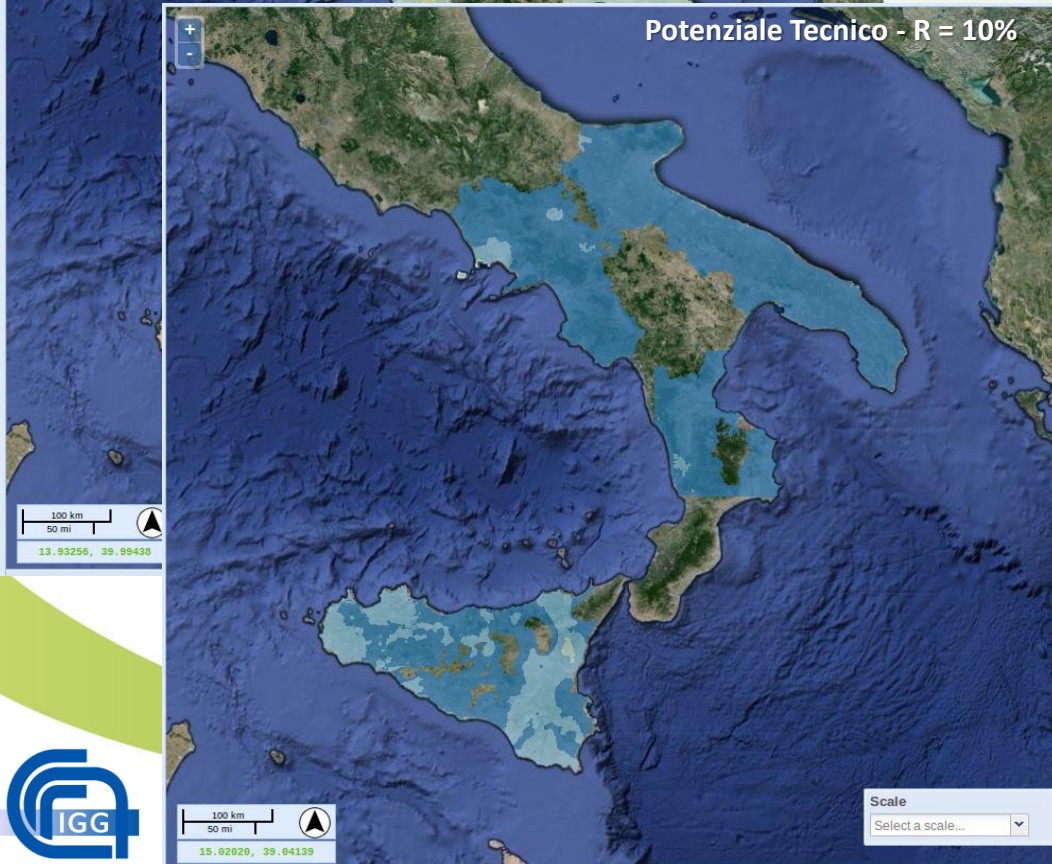 Potenziale Tecnico - R = 10%
+
-
100 km
50 mi
13.93256, 39.99438
IGG
100 km
50 mi
15.02020, 39.04139
Scale
Select a scale...